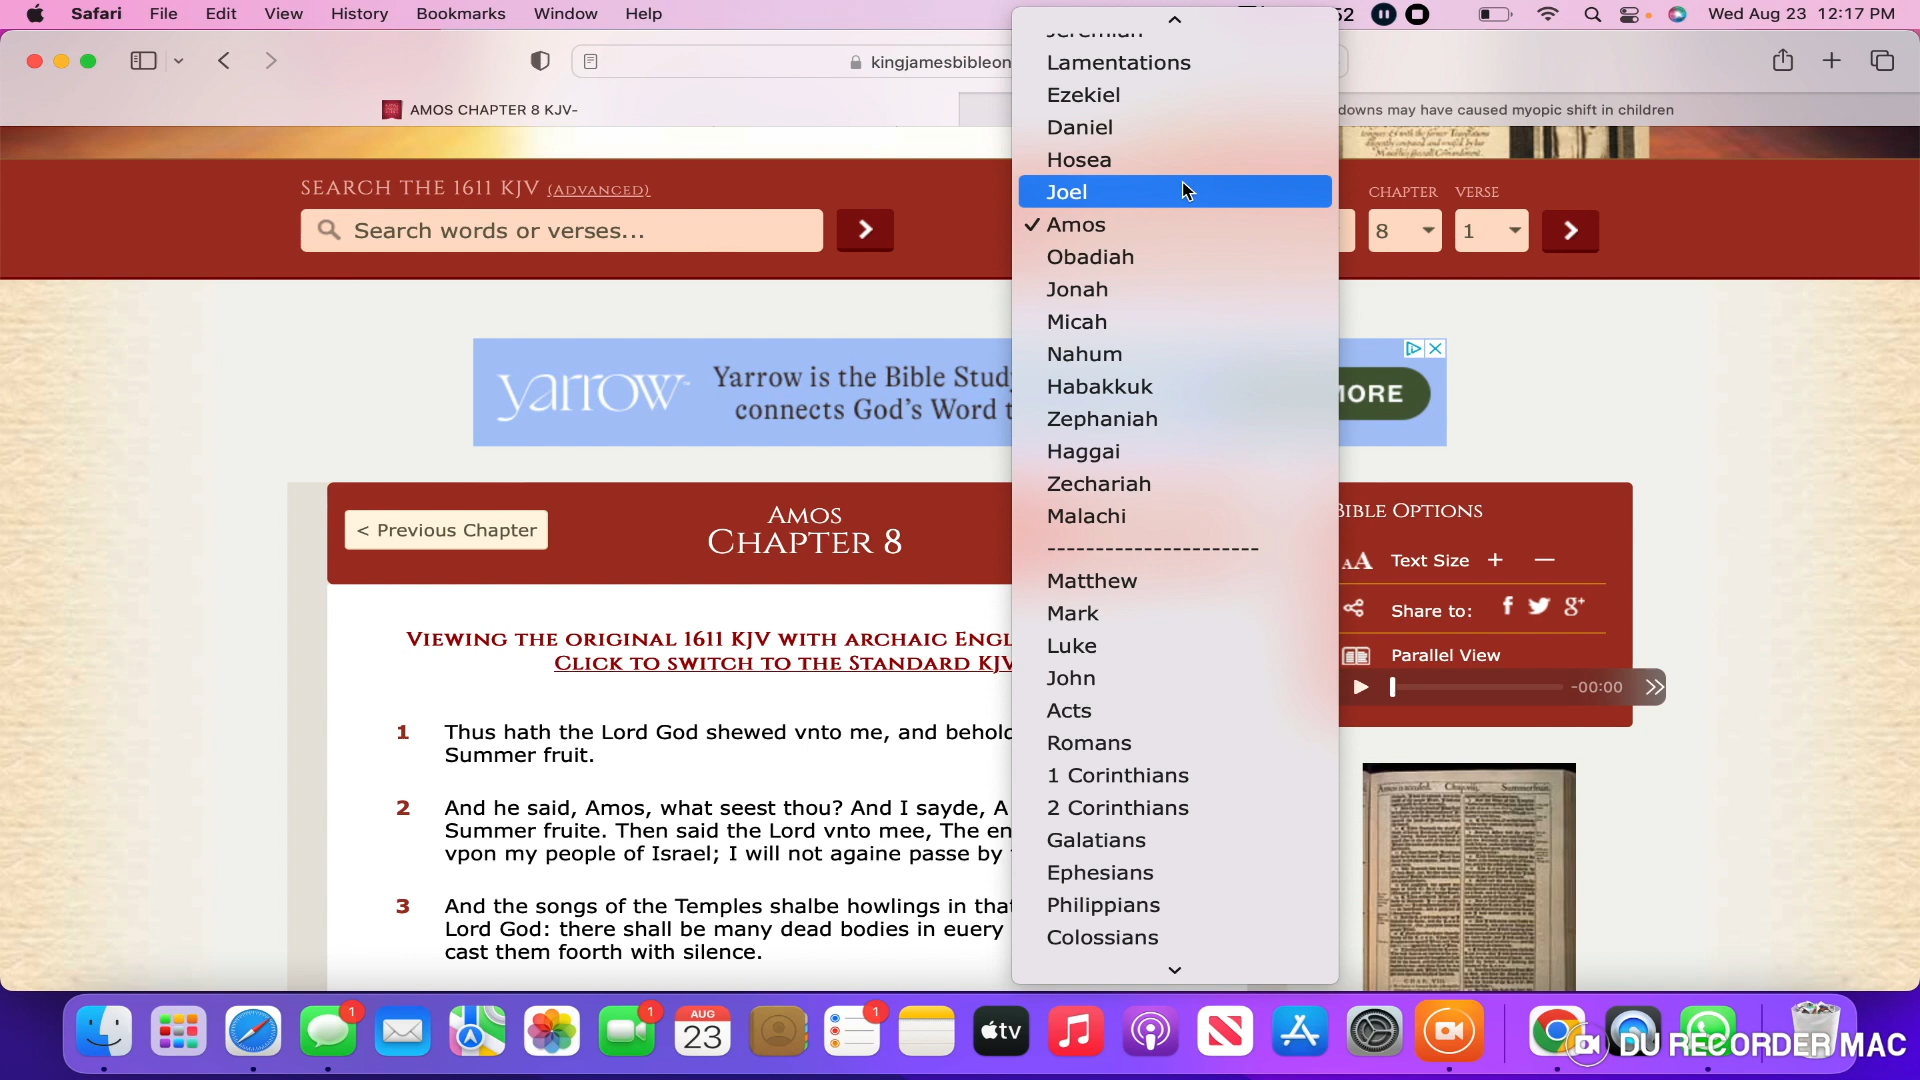 Safari File Edit View History Bookmarks Window Help
52
Wed Aug 23 12:17 PM
kingjamesbibleon
AMOS CHAPTER 8 KJV-
downs may have caused myopic shift in children
SEARCH THE 1611 KJV (ADVANCED)
Search words or verses...
CHAPTER VERSE
8 1
Lamentations
Ezekiel
Daniel
Hosea
Joel
Amos
Obadiah
Jonah
Micah
Nahum
Habakkuk
Zephaniah
Haggai
Zechariah
Malachi
----------------------
Matthew
Mark
Luke
John
Acts
Romans
1 Corinthians
2 Corinthians
Galatians
Ephesians
Philippians
Colossians
yarrow
Yarrow is the Bible
connects God's Word
MORE
< Previous Chapter
AMOS
CHAPTER 8
VIEWING THE ORIGINAL 1611 KJV WITH ARCHAIC
CLICK TO SWITCH TO THE STANDARD KJV
1 Thus hath the Lord God shewed vnto me, and behold
Summer fruit.
2 And he said, Amos, what seest thou? And I sayde, A
Summer fruite. Then said the Lord vnto mee, The
vpon my people of Israel; I will not againe passe by
3 And the songs of the Temples shalbe howlings in that
Lord God: there shall be many dead bodies in euery
cast them foorth with silence.
BIBLE OPTIONS
AA Text Size + —
Share to: f g+
Parallel View
-00:00
1
1
AUG
23
1
tv
DU RECORDER MAC